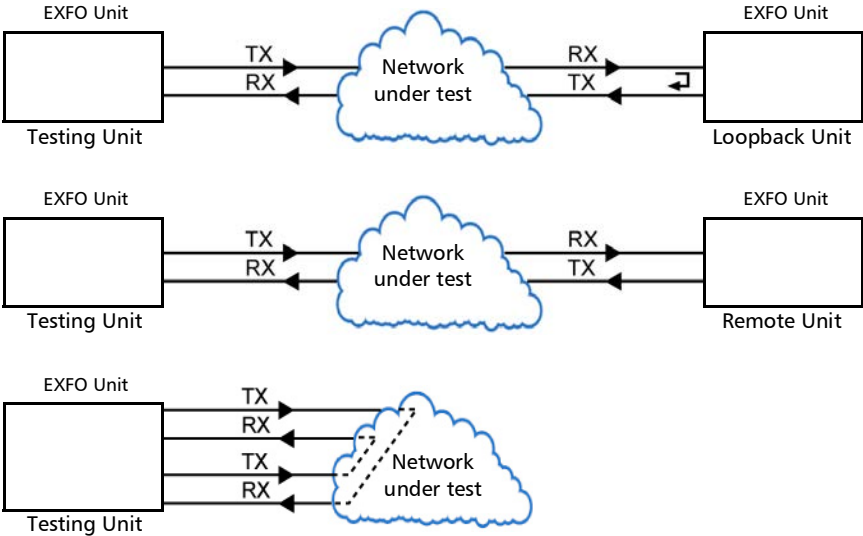 EXFO Unit
EXFO Unit
TX
RX
Network
under test
RX
TX
Testing Unit
Loopback Unit
EXFO Unit
EXFO Unit
TX
RX
Network
under test
RX
TX
Testing Unit
Remote Unit
EXFO Unit
TX
RX
TX
RX
Network
under test
Testing Unit